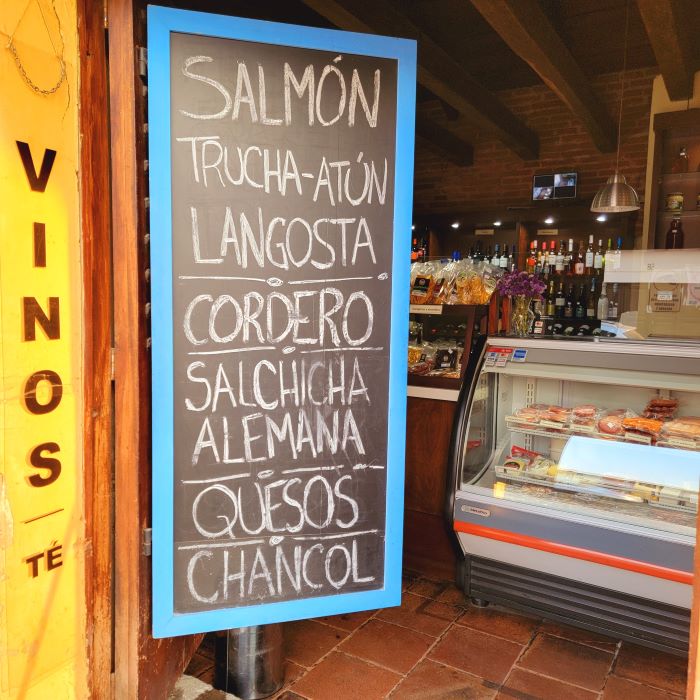 VINOS
TÉ
SALMÓN
TRUCHA-ATÚN
LANGOSTA
CORDERO
SALCHICHA
ALEMANA
QUESOS
CHANCOL